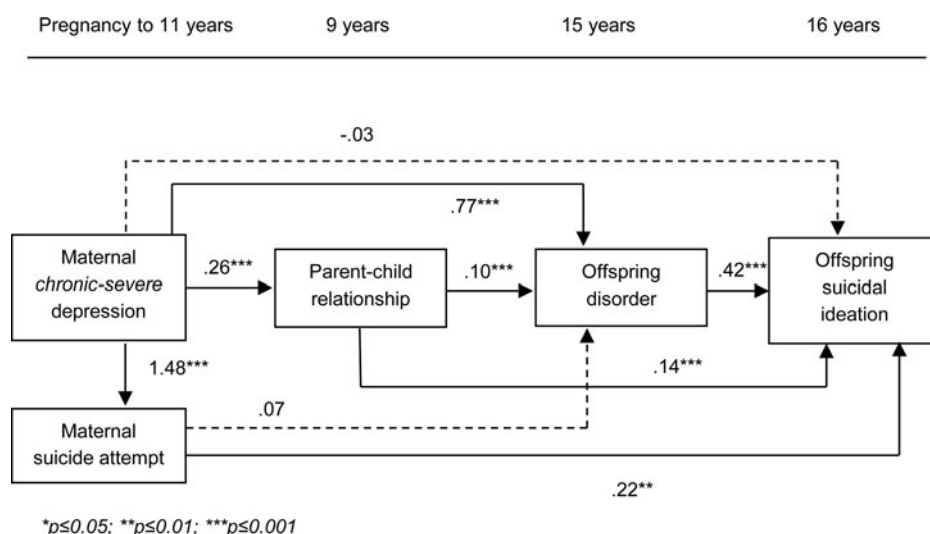 Pregnancy to 11 years 9 years 15 years 16 years
-.03
.77***
Maternal
chronic-severe
depression
.26***
Parent-child
relationship
.10***
Offspring
disorder
.42***
Offspring
suicidal
ideation
1.48***
.14***
.07
Maternal
suicide attempt
.22**
*p≤0.05; **p≤0.01; ***p≤0.001